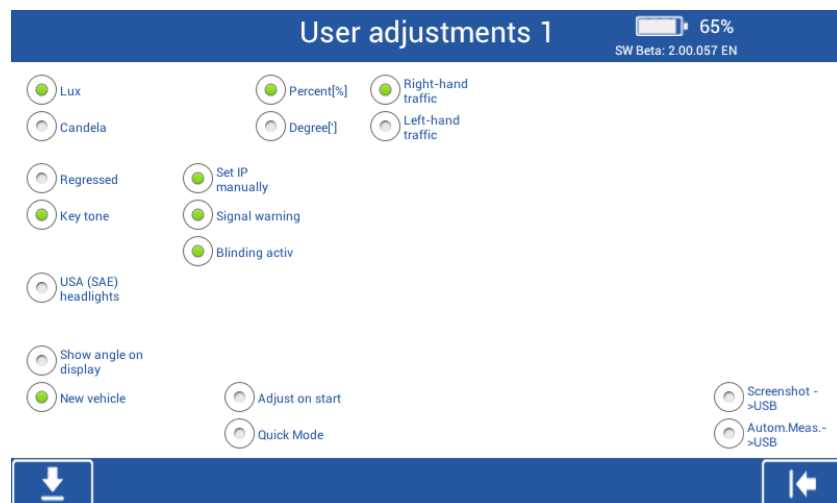 User adjustments 1
65%
SW Beta: 2.00.057 EN
Lux
Percent[%]
Right-hand
traffic
Candela
Degree[']
Left-hand
traffic
Regressed
Set IP
manually
Key tone
Signal warning
Blinding activ
USA (SAE)
headlights
Show angle on
display
New vehicle
Adjust on start
Screenshot -
>USB
Quick Mode
Autom.Meas.-
>USB